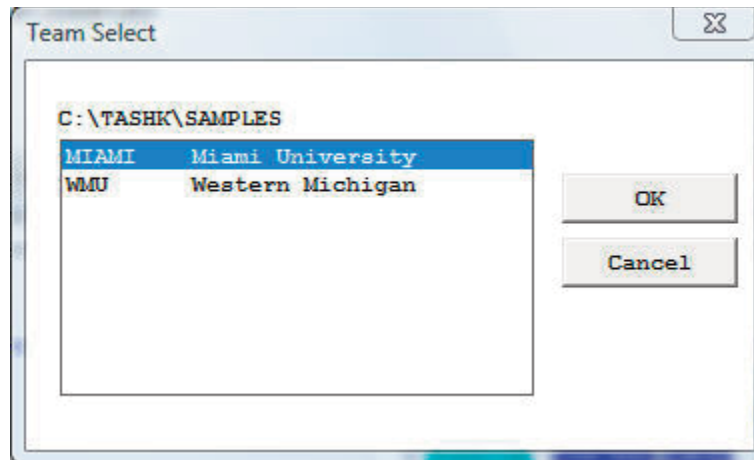 Team Select
C:\TASHK\SAMPLES
MIAMI Miami University
WMU Western Michigan
OK
Cancel